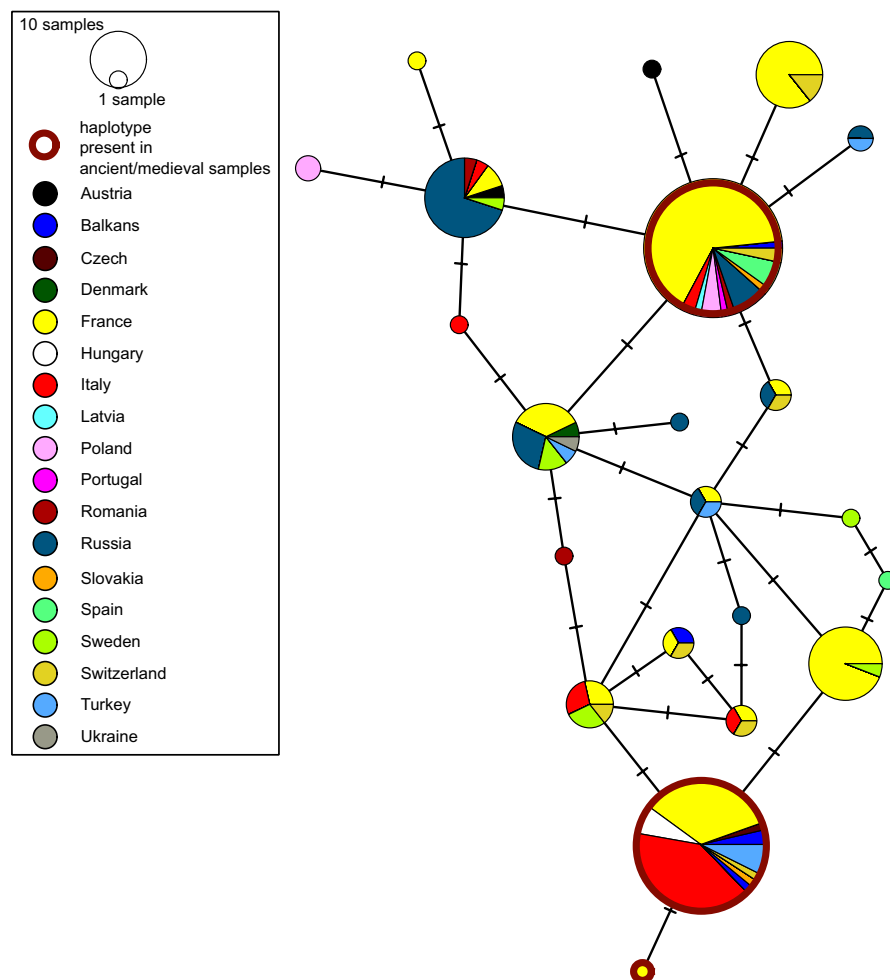 10 samples
1 sample
haplotype
present in
ancient/medieval samples
Austria
Balkans
Czech
Denmark
France
Hungary
Italy
Latvia
Poland
Portugal
Romania
Russia
Slovakia
Spain
Sweden
Switzerland
Turkey
Ukraine